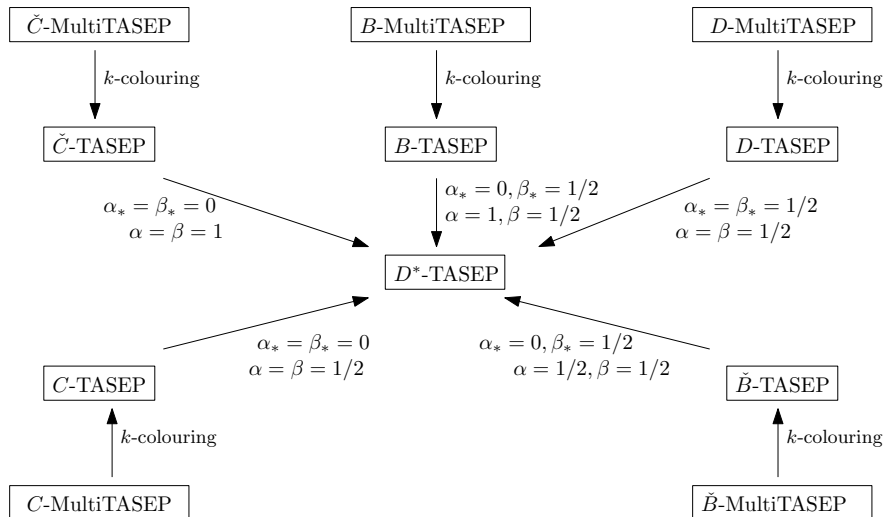 Č-MultiTASEP
B-MultiTASEP
D-MultiTASEP
k-colouring
k-colouring
k-colouring
Č-TASEP
B-TASEP
D-TASEP
α* = β* = 0
α = β = 1
α* = 0, β* = 1/2
α = 1, β = 1/2
α* = β* = 1/2
α = β = 1/2
D*-TASEP
α* = β* = 0
α = β = 1/2
α* = 0, β* = 1/2
α = 1/2, β = 1/2
C-TASEP
B̌-TASEP
k-colouring
k-colouring
C-MultiTASEP
B̌-MultiTASEP